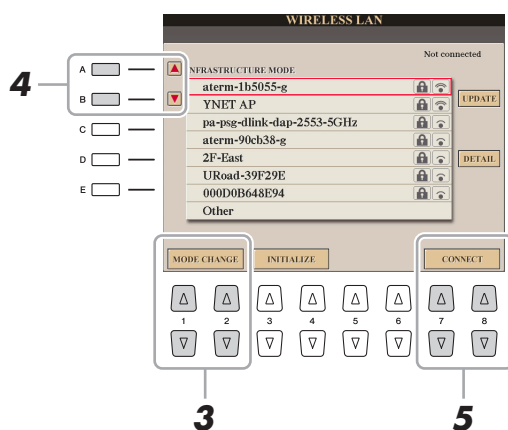 WIRELESS LAN
Not connected
NFRASTRUCTURE MODE
aterm-1b5055-g
YNET AP
pa-psg-dlink-dap-2553-5GHz
aterm-90cb38-g
2F-East
URoad-39F29E
000D0B648E94
Other
UPDATE
DETAIL
4
A
B
C
D
E
MODE CHANGE
INITIALIZE
CONNECT
1 2 3 4 5 6 7 8
3
5